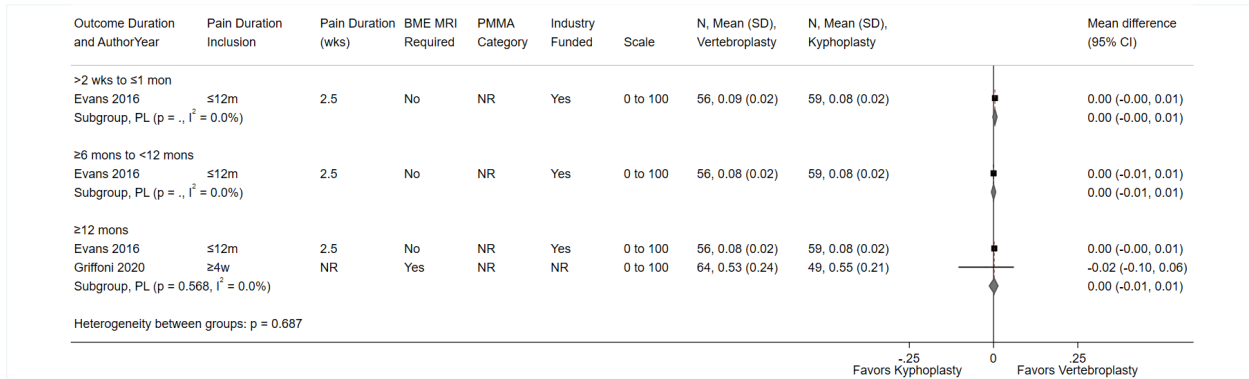 Outcome Duration and AuthorYear Pain Duration Inclusion Pain Duration (wks) BME MRI Required PMMA Category Industry Funded Scale N, Mean (SD), Vertebroplasty N, Mean (SD), Kyphoplasty Mean difference (95% CI)
>2 wks to ≤1 mon
Evans 2016 ≤12m 2.5 No NR Yes 0 to 100 56, 0.09 (0.02) 59, 0.08 (0.02) 0.00 (-0.00, 0.01)
Subgroup, PL (p = ., I² = 0.0%) 0.00 (-0.00, 0.01)
≥6 mons to <12 mons
Evans 2016 ≤12m 2.5 No NR Yes 0 to 100 56, 0.08 (0.02) 59, 0.08 (0.02) 0.00 (-0.01, 0.01)
Subgroup, PL (p = ., I² = 0.0%) 0.00 (-0.01, 0.01)
≥12 mons
Evans 2016 ≤12m 2.5 No NR Yes 0 to 100 56, 0.08 (0.02) 59, 0.08 (0.02) 0.00 (-0.00, 0.01)
Griffoni 2020 ≥4w NR Yes NR NR 0 to 100 64, 0.53 (0.24) 49, 0.55 (0.21) -0.02 (-0.10, 0.06)
Subgroup, PL (p = 0.568, I² = 0.0%) 0.00 (-0.01, 0.01)
Heterogeneity between groups: p = 0.687
-.25 0 .25
Favors Kyphoplasty Favors Vertebroplasty